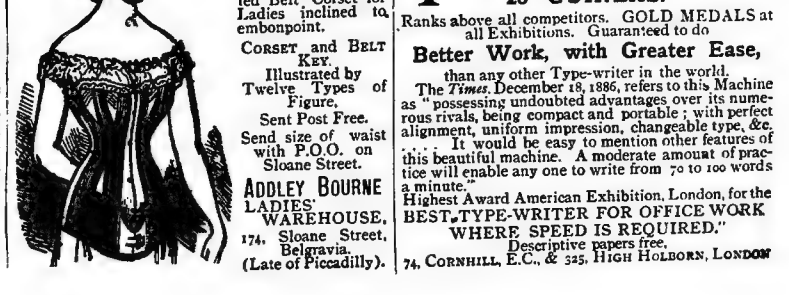 Ladies inclined to
embonpoint.
CORSET AND BELT
KEY.
Illustrated by
Twelve Types of
Figure,
Sent Post Free.
Send size of waist
with P.O.O. on
Sloane Street.
ADDLEY BOURNE
LADIES'
WAREHOUSE,
174, Sloane Street,
Belgravia.
(Late of Piccadilly).
Ranks above all competitors. GOLD MEDALS at
all Exhibitions. Guaranteed to do
Better Work, with Greater Ease,
than any other Type-writer in the world.
The Times, December 18, 1886, refers to this Machine
as "possessing undoubted advantages over its nume-
rous rivals, being compact and portable; with perfect
alignment, uniform impression, changeable type, &c.
.... It would be easy to mention other features of
this beautiful machine. A moderate amount of prac-
tice will enable any one to write from 70 to 100 words
a minute."
Highest Award American Exhibition, London, for the
BEST TYPE-WRITER FOR OFFICE WORK
WHERE SPEED IS REQUIRED."
Descriptive papers free.
74, CORNHILL, E.C., & 325, HIGH HOLBORN, LONDON